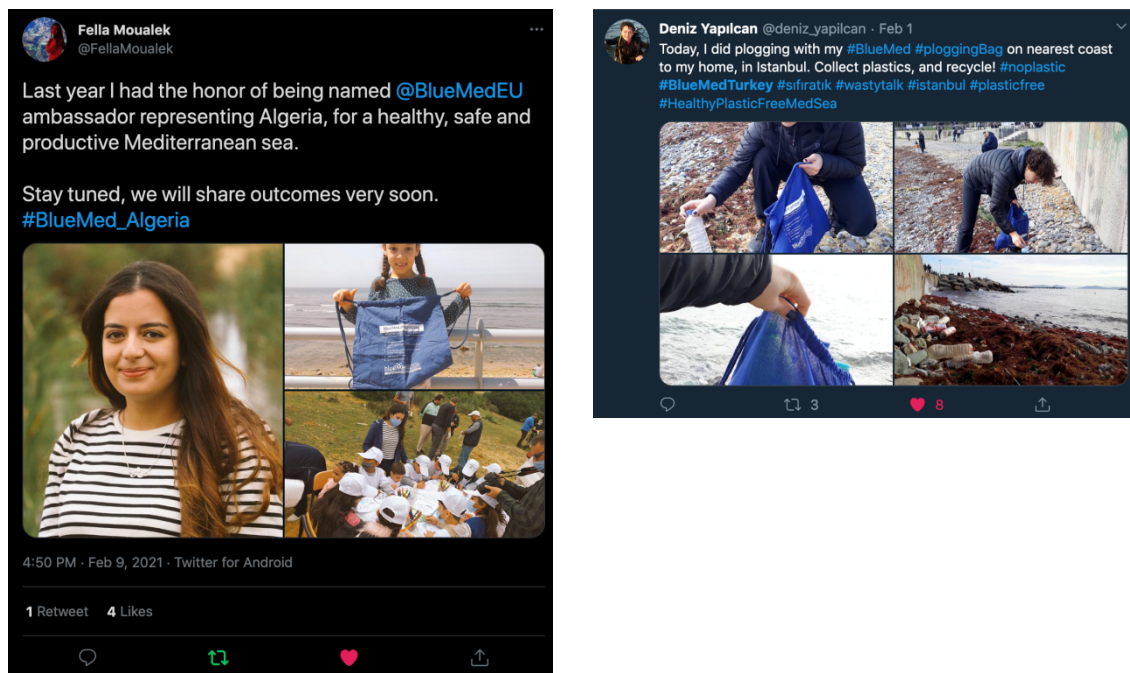 Fella Moualek
@FellaMoualek
Last year I had the honor of being named @BlueMedEU
ambassador representing Algeria, for a healthy, safe and
productive Mediterranean sea.
Stay tuned, we will share outcomes very soon.
#BlueMed_Algeria
4:50 PM · Feb 9, 2021 · Twitter for Android
1 Retweet 4 Likes
Deniz Yapılcan @deniz_yapilcan · Feb 1
Today, I did plogging with my #BlueMed #ploggingBag on nearest coast
to my home, in Istanbul. Collect plastics, and recycle! #noplastic
#BlueMedTurkey #sıfıratık #wastytalk #istanbul #plasticfree
#HealthyPlasticFreeMedSea
3 8